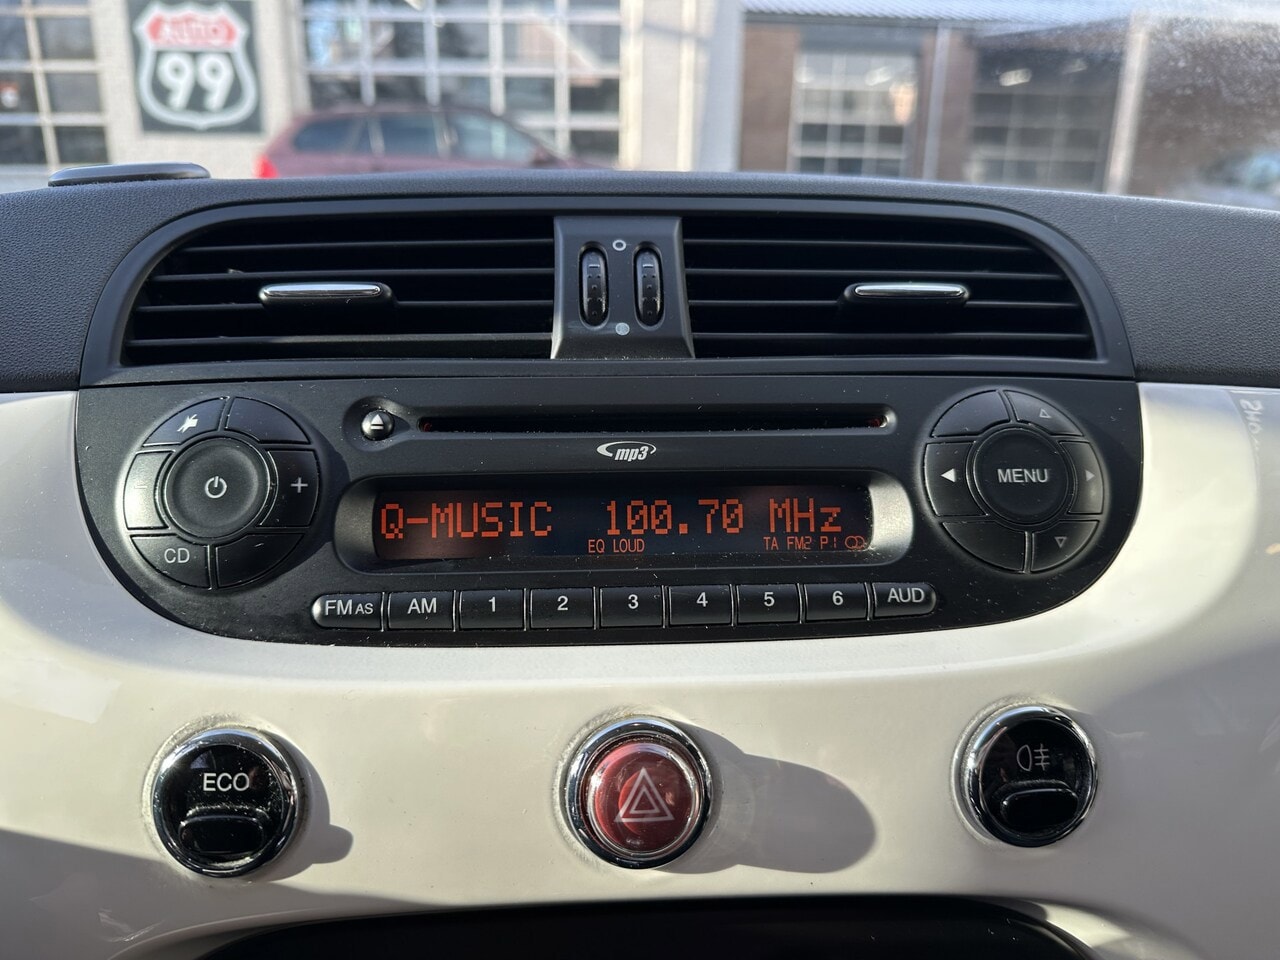 AUTO
99
mp3
MENU
+
CD
Q-MUSIC 100.70 MHz
EQ LOUD TA FM2 P1
FM AS AM 1 2 3 4 5 6 AUD
ECO